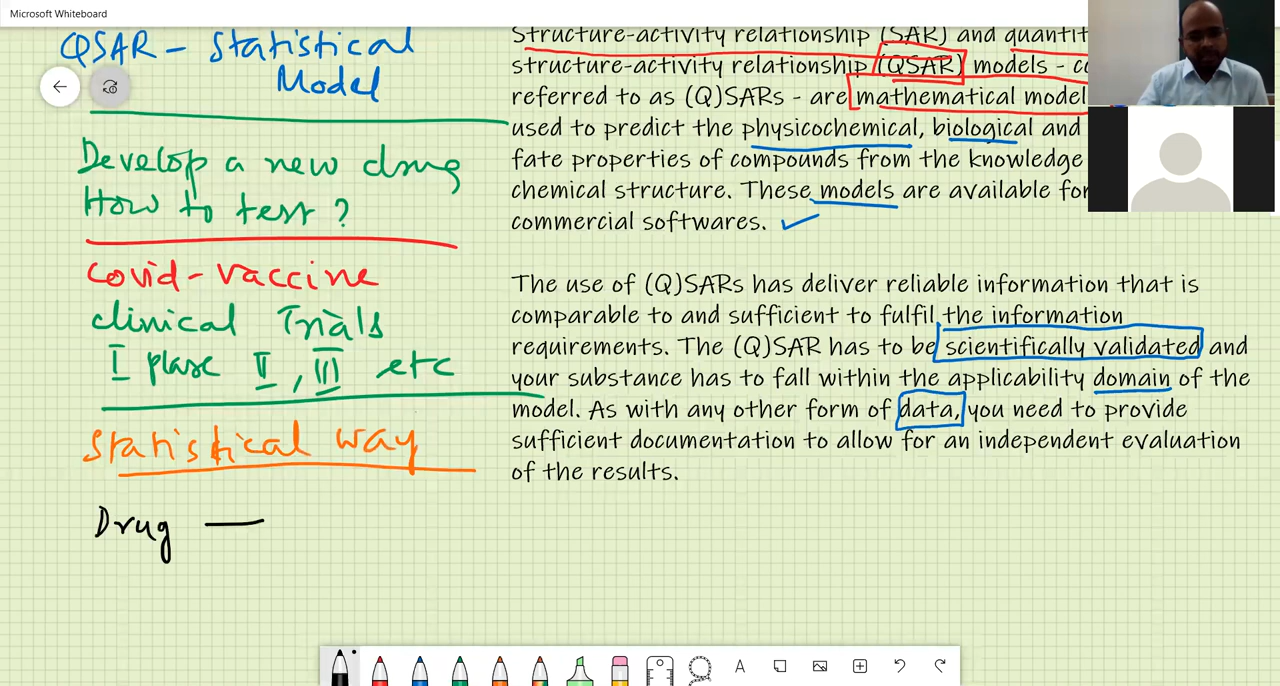 Microsoft Whiteboard
QSAR - Statistical
Model
Develop a new drug
How to test ?
Covid-vaccine
clinical Trials
I phase II, III etc
Statistical way
Drug —
Structure-activity relationship (SAR) and quantit
structure-activity relationship (QSAR) models - co
referred to as (Q)SARs - are mathematical model
used to predict the physicochemical, biological and
fate properties of compounds from the knowledge
chemical structure. These models are available for
commercial softwares.
The use of (Q)SARs has deliver reliable information that is
comparable to and sufficient to fulfil the information
requirements. The (Q)SAR has to be scientifically validated and
your substance has to fall within the applicability domain of the
model. As with any other form of data, you need to provide
sufficient documentation to allow for an independent evaluation
of the results.
A